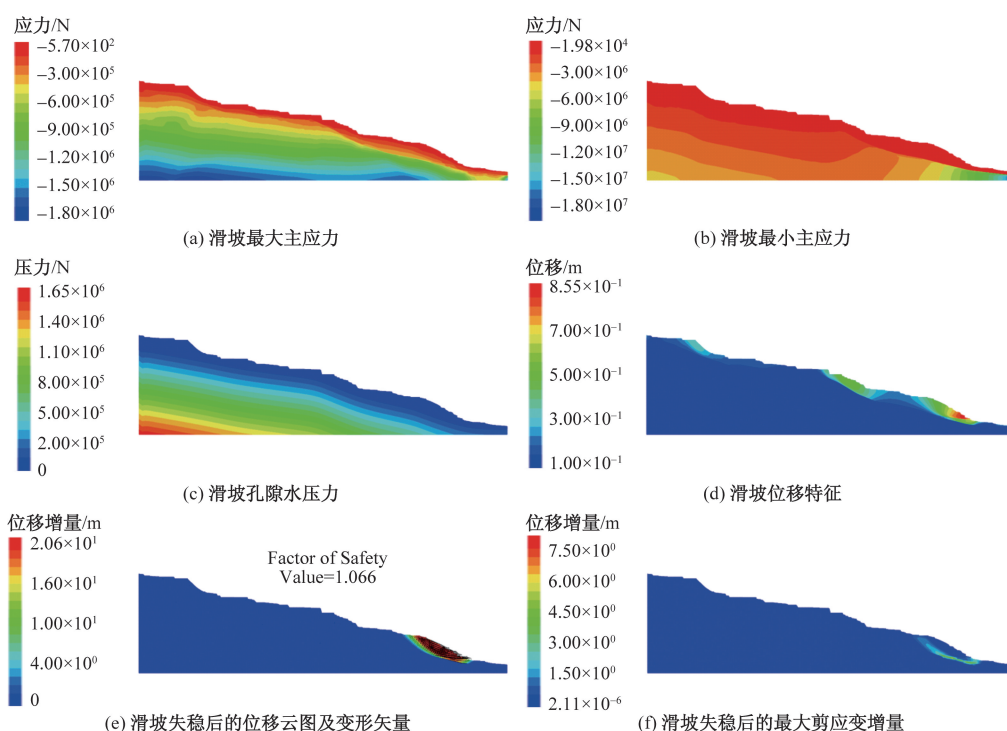 应力/N
–5.70×10²
–3.00×10⁵
–6.00×10⁵
–9.00×10⁵
–1.20×10⁶
–1.50×10⁶
–1.80×10⁶
(a) 滑坡最大主应力
应力/N
–1.98×10⁴
–3.00×10⁶
–6.00×10⁶
–9.00×10⁶
–1.20×10⁷
–1.50×10⁷
–1.80×10⁷
(b) 滑坡最小主应力
压力/N
1.65×10⁶
1.40×10⁶
1.10×10⁶
8.00×10⁵
5.00×10⁵
2.00×10⁵
0
(c) 滑坡孔隙水压力
位移/m
8.55×10⁻¹
7.00×10⁻¹
5.00×10⁻¹
3.00×10⁻¹
1.00×10⁻¹
(d) 滑坡位移特征
位移增量/m
2.06×10¹
1.60×10¹
1.00×10¹
4.00×10⁰
0
Factor of Safety
Value=1.066
(e) 滑坡失稳后的位移云图及变形矢量
位移增量/m
7.50×10⁰
6.00×10⁰
4.50×10⁰
3.00×10⁰
1.50×10⁰
2.11×10⁻⁶
(f) 滑坡失稳后的最大剪应变增量